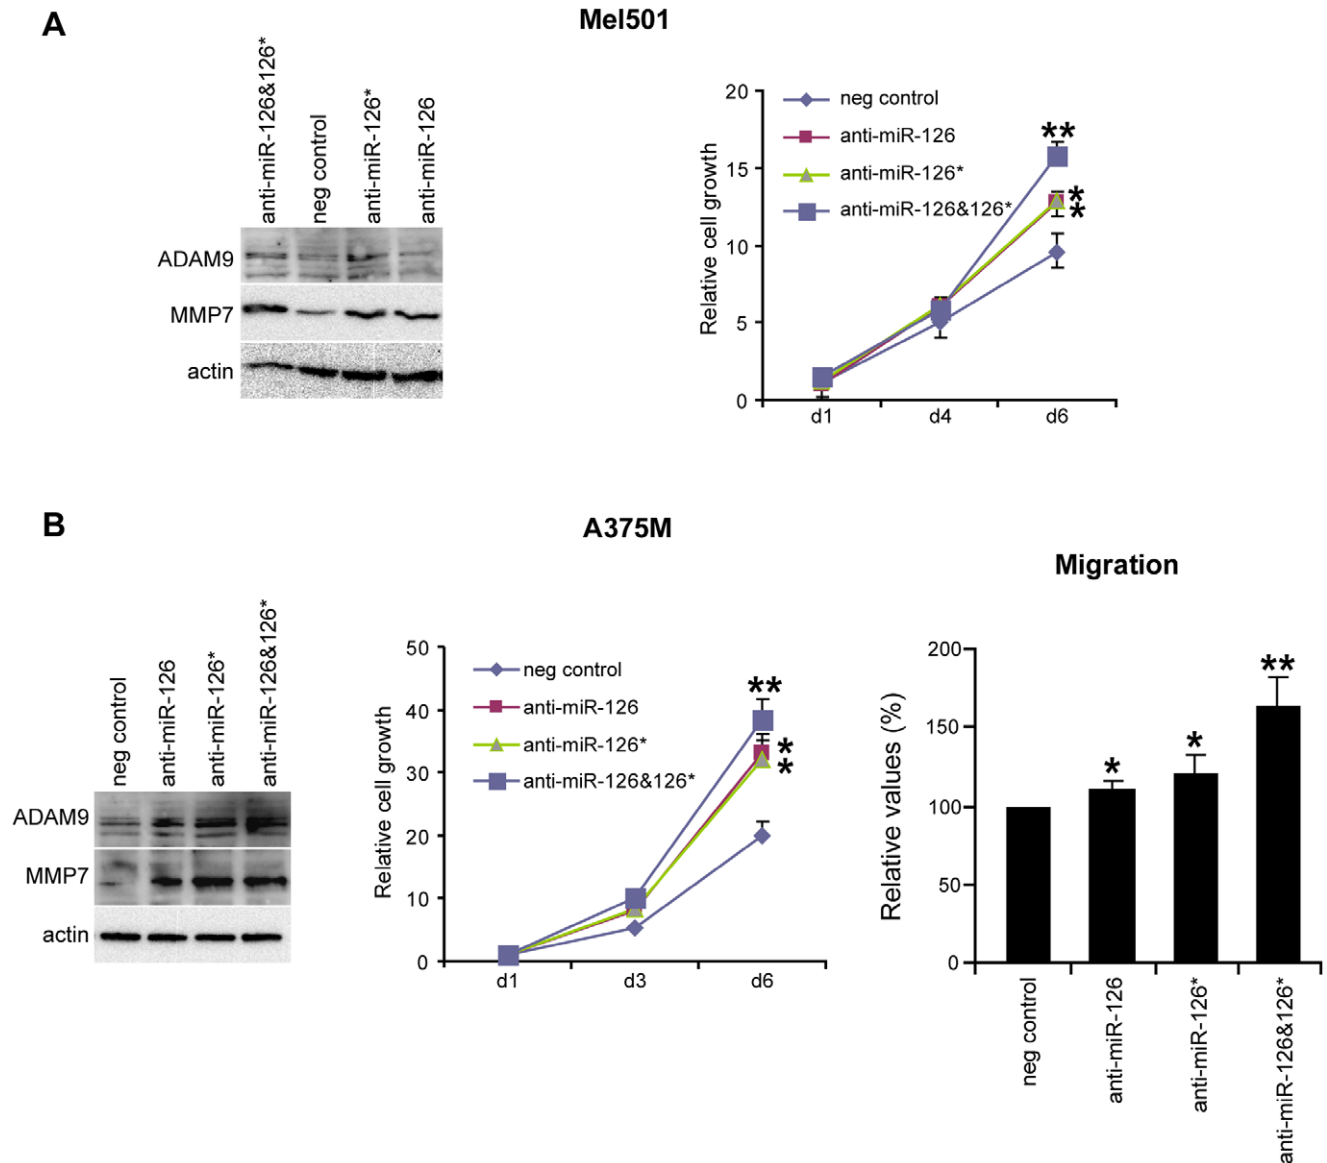 A
Mel501
anti-miR-126&126*
neg control
anti-miR-126*
anti-miR-126
ADAM9
MMP7
actin
Relative cell growth
20
15
10
5
0
neg control
anti-miR-126
anti-miR-126*
anti-miR-126&126*
**
*
*
d1
d4
d6
B
A375M
neg control
anti-miR-126
anti-miR-126*
anti-miR-126&126*
ADAM9
MMP7
actin
Relative cell growth
50
40
30
20
10
0
neg control
anti-miR-126
anti-miR-126*
anti-miR-126&126*
**
*
*
d1
d3
d6
Migration
Relative values (%)
200
150
100
50
0
*
*
**
neg control
anti-miR-126
anti-miR-126*
anti-miR-126&126*